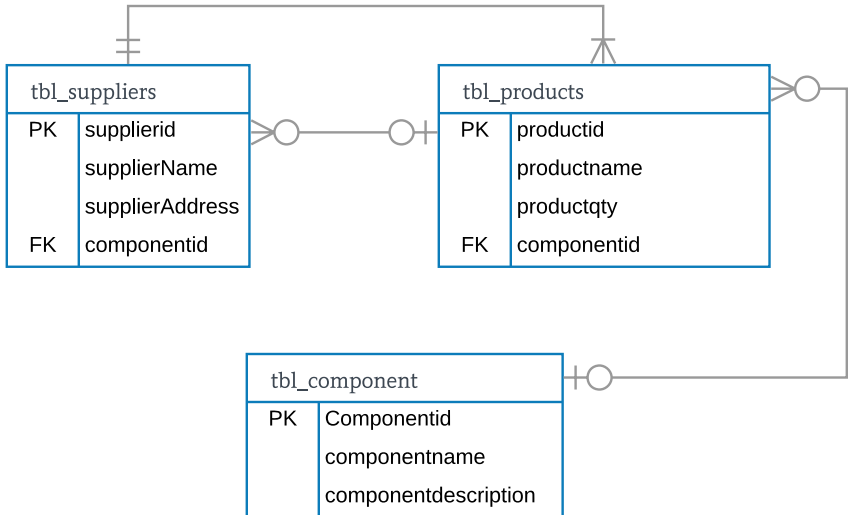 tbl_suppliers
PK supplierid
supplierName
supplierAddress
FK componentid
tbl_products
PK productid
productname
productqty
FK componentid
tbl_component
PK Componentid
componentname
componentdescription